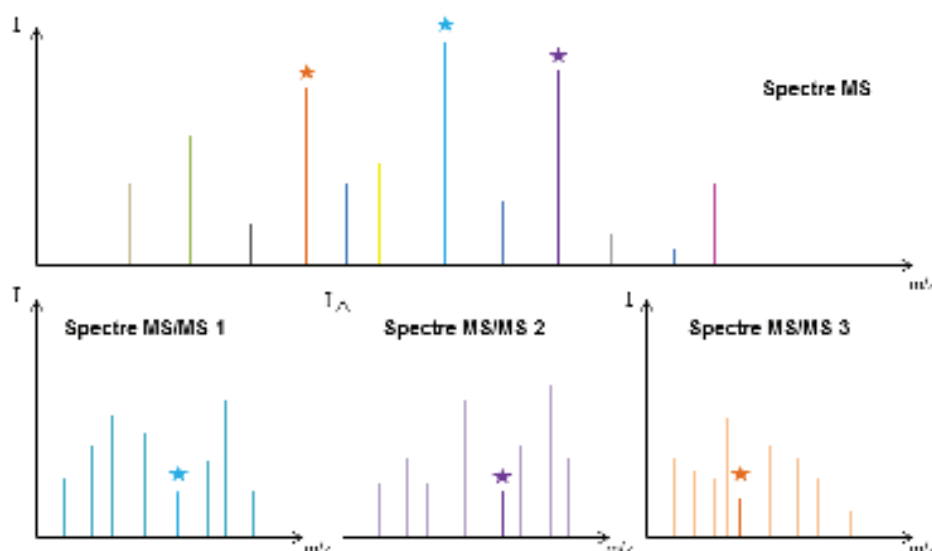 I
Spectre MS
m/z
I
I
I
Spectre MS/MS 1
Spectre MS/MS 2
Spectre MS/MS 3
m/z
m/z
m/z